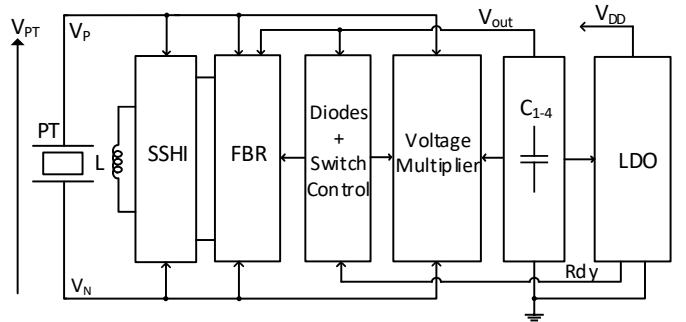 V_PT
V_P
V_out
V_DD
PT
L
SSHI
FBR
Diodes
+
Switch
Control
Voltage
Multiplier
C_1-4
LDO
V_N
Rdy